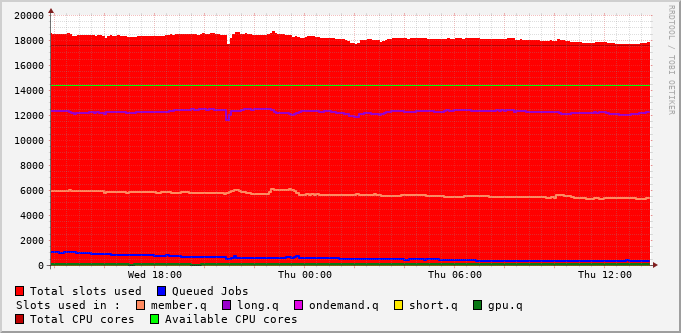 20000
18000
16000
14000
12000
10000
8000
6000
4000
2000
0
Wed 18:00 Thu 00:00 Thu 06:00 Thu 12:00
RRDTOOL / TOBI OETIKER
Total slots used Queued Jobs
Slots used in : member.q long.q ondemand.q short.q gpu.q
Total CPU cores Available CPU cores